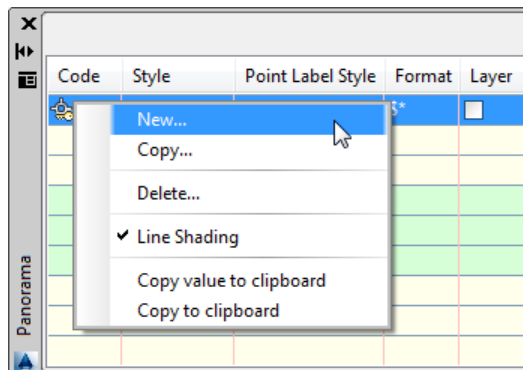 Code Style Point Label Style Format Layer
$*
New...
Copy...
Delete...
Line Shading
Copy value to clipboard
Copy to clipboard
Panorama